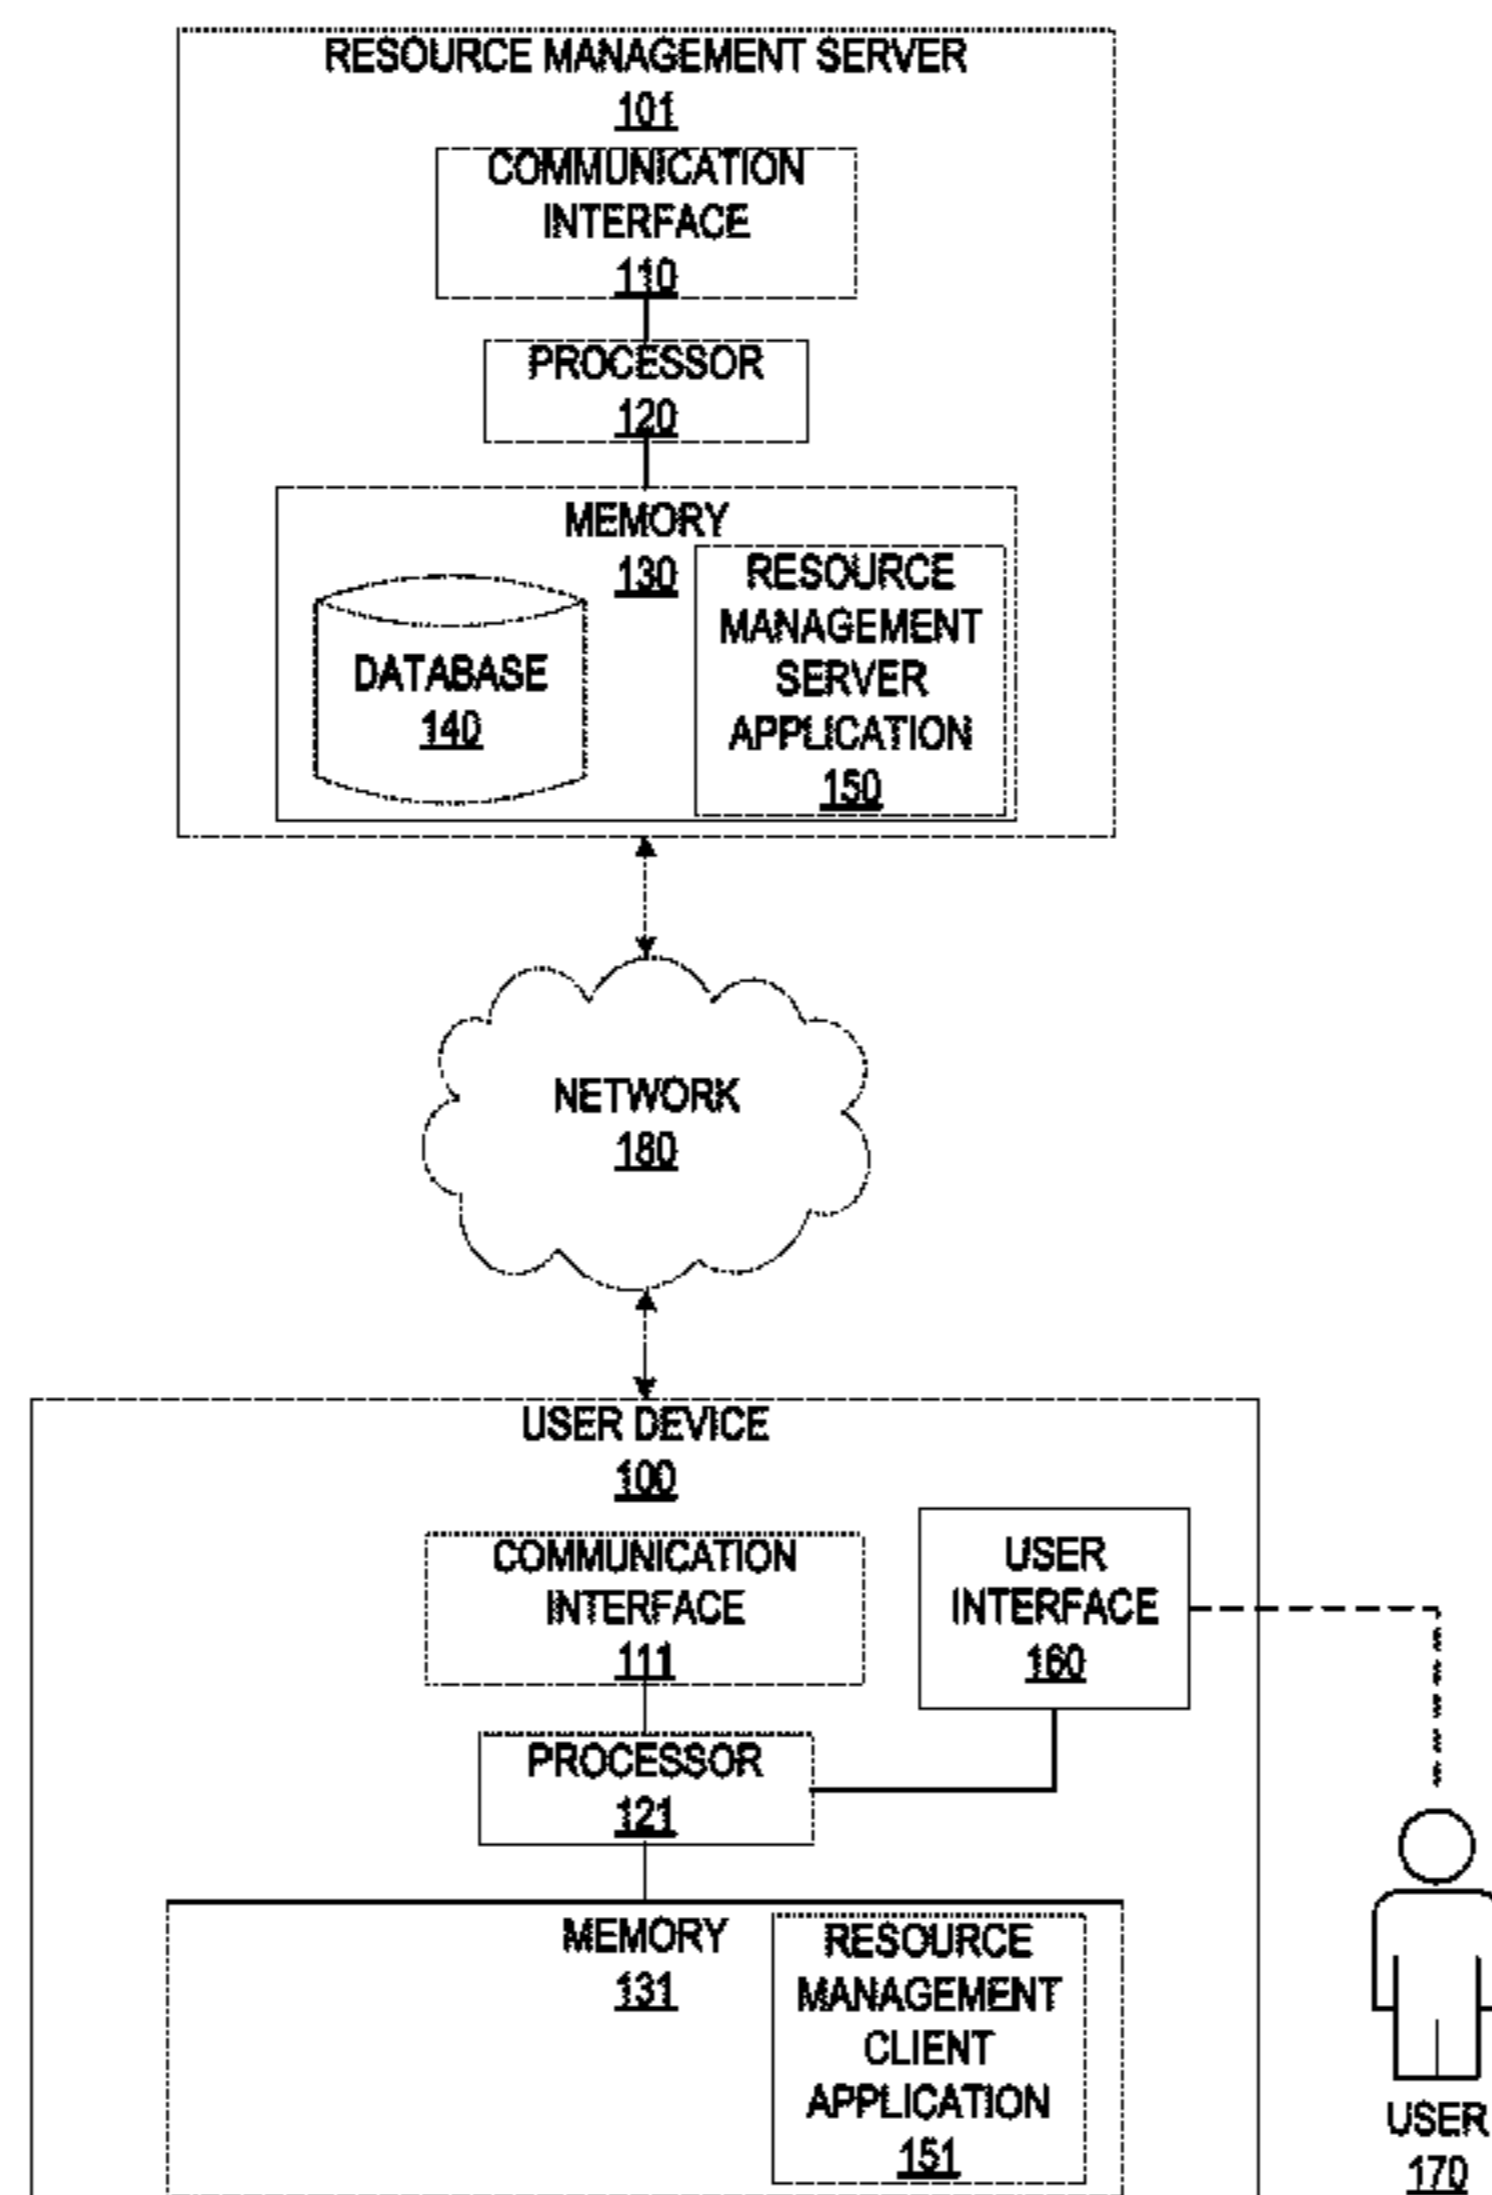 RESOURCE MANAGEMENT SERVER
101
COMMUNICATION
INTERFACE
110
PROCESSOR
120
MEMORY
130
DATABASE
140
RESOURCE
MANAGEMENT
SERVER
APPLICATION
150
NETWORK
180
USER DEVICE
100
COMMUNICATION
INTERFACE
111
USER
INTERFACE
160
PROCESSOR
121
MEMORY
131
RESOURCE
MANAGEMENT
CLIENT
APPLICATION
151
USER
170